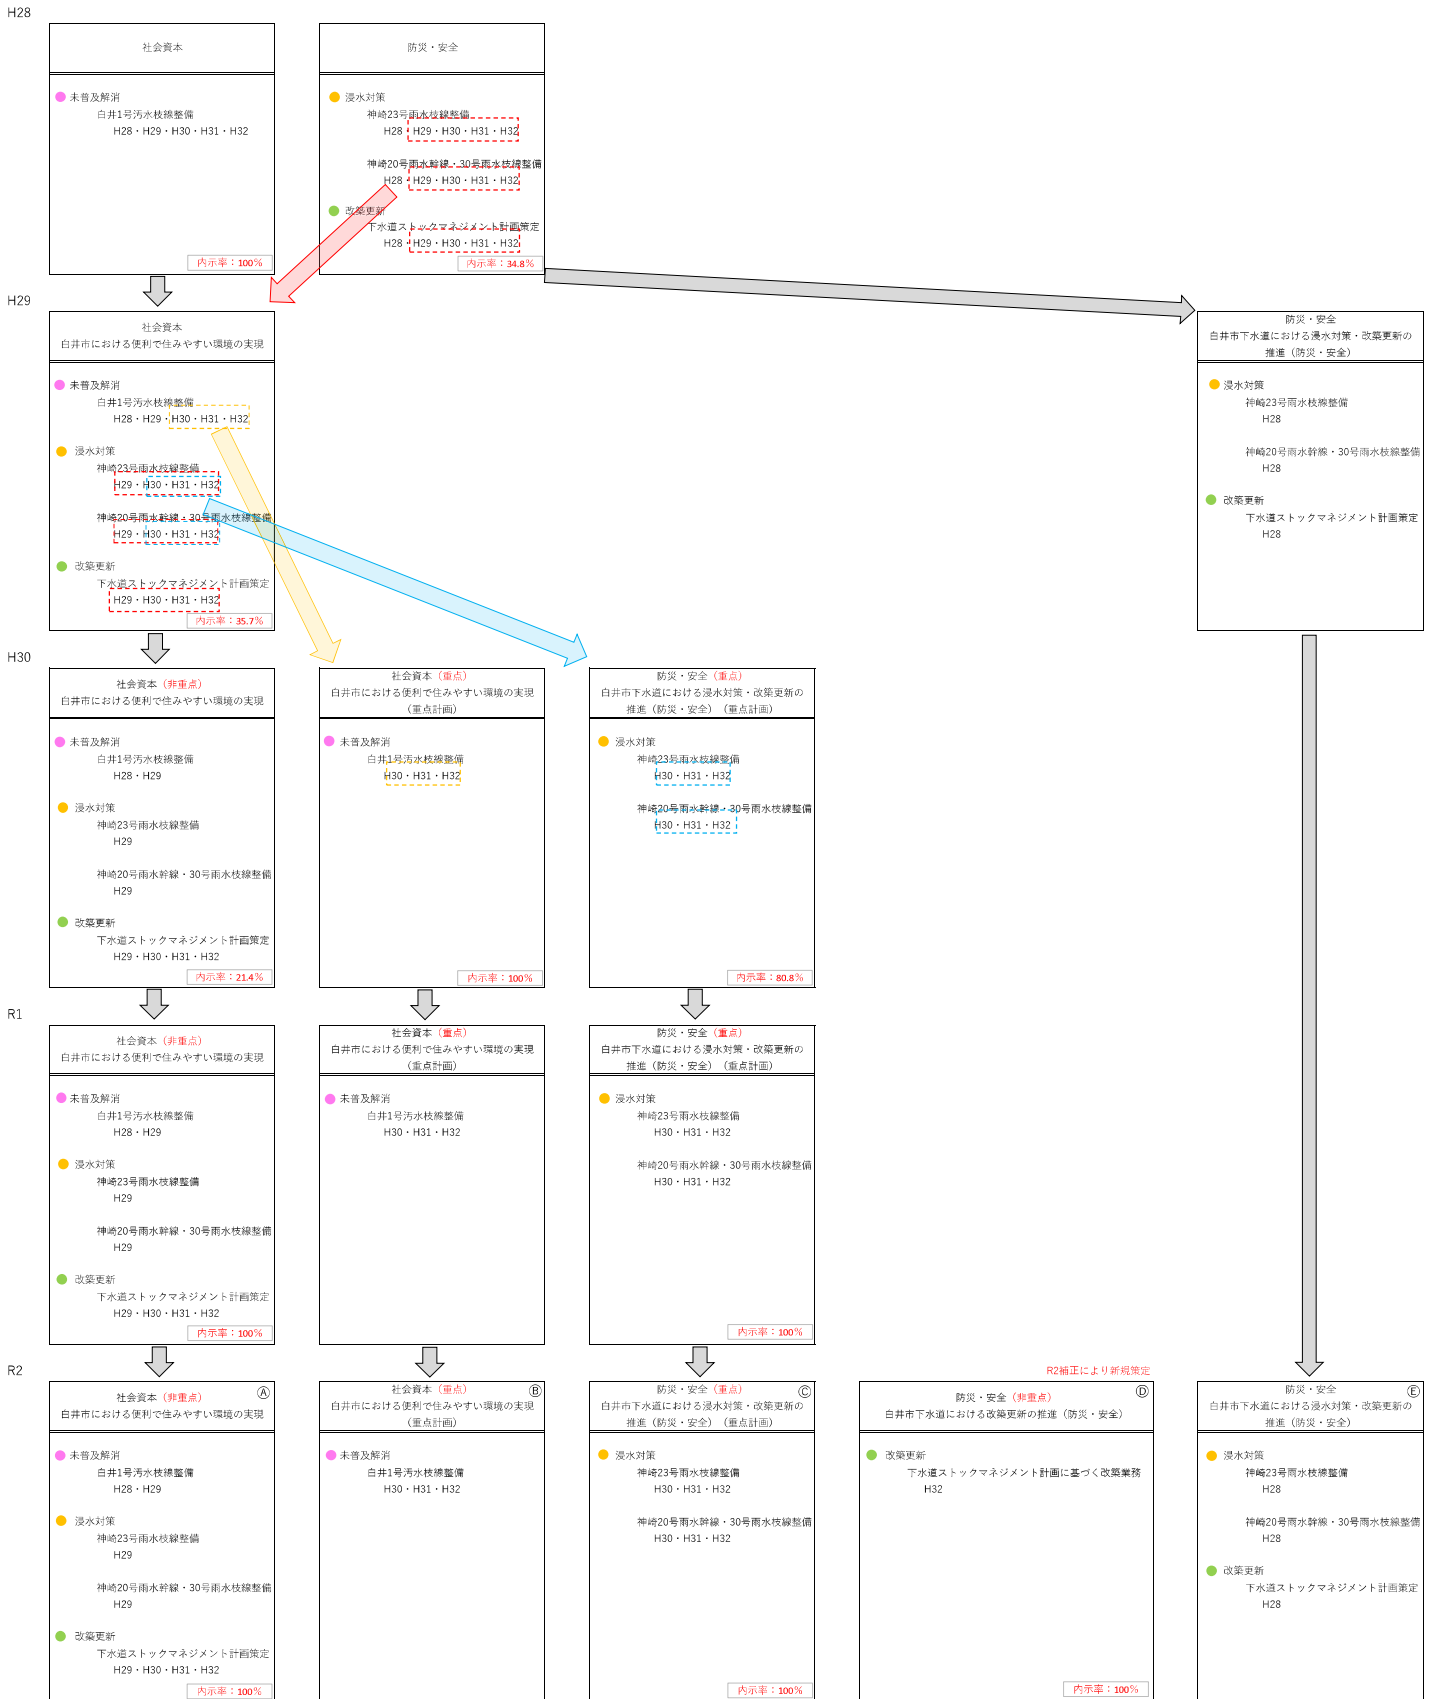 H28
社会資本
未普及解消
白井1号汚水枝線整備
H28・H29・H30・H31・H32
内示率：100%
防災・安全
浸水対策
神崎23号雨水枝線整備
H28・H29・H30・H31・H32
神崎20号雨水幹線・30号雨水枝線整備
H28・H29・H30・H31・H32
改築更新
下水道ストックマネジメント計画策定
H28・H29・H30・H31・H32
内示率：34.8%
H29
社会資本
白井市における便利で住みやすい環境の実現
未普及解消
白井1号汚水枝線整備
H28・H29・H30・H31・H32
浸水対策
神崎23号雨水枝線整備
H29・H30・H31・H32
神崎20号雨水幹線・30号雨水枝線整備
H29・H30・H31・H32
改築更新
下水道ストックマネジメント計画策定
H29・H30・H31・H32
内示率：35.7%
防災・安全
白井市下水道における浸水対策・改築更新の
推進（防災・安全）
浸水対策
神崎23号雨水枝線整備
H28
神崎20号雨水幹線・30号雨水枝線整備
H28
改築更新
下水道ストックマネジメント計画策定
H28
H30
社会資本（非重点）
白井市における便利で住みやすい環境の実現
未普及解消
白井1号汚水枝線整備
H28・H29
浸水対策
神崎23号雨水枝線整備
H29
神崎20号雨水幹線・30号雨水枝線整備
H29
改築更新
下水道ストックマネジメント計画策定
H29・H30・H31・H32
内示率：21.4%
社会資本（重点）
白井市における便利で住みやすい環境の実現
（重点計画）
未普及解消
白井1号汚水枝線整備
H30・H31・H32
内示率：100%
防災・安全（重点）
白井市下水道における浸水対策・改築更新の
推進（防災・安全）（重点計画）
浸水対策
神崎23号雨水枝線整備
H30・H31・H32
神崎20号雨水幹線・30号雨水枝線整備
H30・H31・H32
内示率：80.8%
R1
社会資本（非重点）
白井市における便利で住みやすい環境の実現
未普及解消
白井1号汚水枝線整備
H28・H29
浸水対策
神崎23号雨水枝線整備
H29
神崎20号雨水幹線・30号雨水枝線整備
H29
改築更新
下水道ストックマネジメント計画策定
H29・H30・H31・H32
内示率：100%
社会資本（重点）
白井市における便利で住みやすい環境の実現
（重点計画）
未普及解消
白井1号汚水枝線整備
H30・H31・H32
防災・安全（重点）
白井市下水道における浸水対策・改築更新の
推進（防災・安全）（重点計画）
浸水対策
神崎23号雨水枝線整備
H30・H31・H32
神崎20号雨水幹線・30号雨水枝線整備
H30・H31・H32
内示率：100%
R2
社会資本（非重点）
Ⓐ
白井市における便利で住みやすい環境の実現
未普及解消
白井1号汚水枝線整備
H28・H29
浸水対策
神崎23号雨水枝線整備
H29
神崎20号雨水幹線・30号雨水枝線整備
H29
改築更新
下水道ストックマネジメント計画策定
H29・H30・H31・H32
内示率：100%
社会資本（重点）
Ⓑ
白井市における便利で住みやすい環境の実現
（重点計画）
未普及解消
白井1号汚水枝線整備
H30・H31・H32
防災・安全（重点）
Ⓒ
白井市下水道における浸水対策・改築更新の
推進（防災・安全）（重点計画）
浸水対策
神崎23号雨水枝線整備
H30・H31・H32
神崎20号雨水幹線・30号雨水枝線整備
H30・H31・H32
内示率：100%
R2補正により新規策定
Ⓓ
防災・安全（非重点）
白井市下水道における改築更新の推進（防災・安全）
改築更新
下水道ストックマネジメント計画に基づく改築業務
H32
内示率：100%
防災・安全
Ⓔ
白井市下水道における浸水対策・改築更新の
推進（防災・安全）
浸水対策
神崎23号雨水枝線整備
H28
神崎20号雨水幹線・30号雨水枝線整備
H28
改築更新
下水道ストックマネジメント計画策定
H28